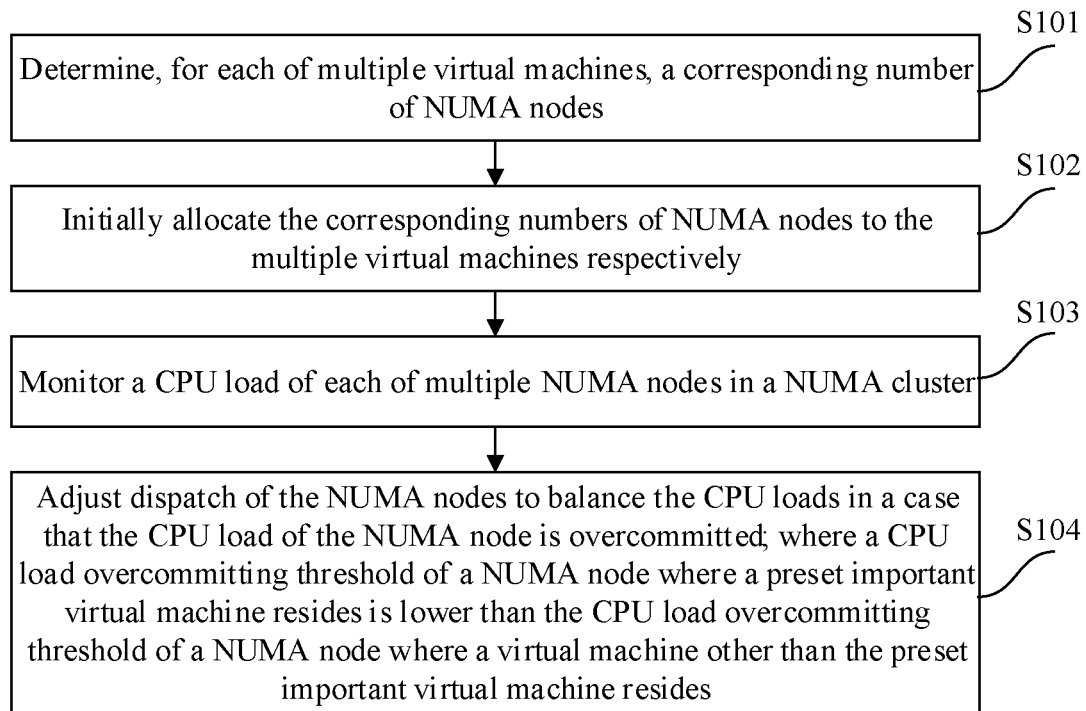 S101
Determine, for each of multiple virtual machines, a corresponding number
of NUMA nodes
S102
Initially allocate the corresponding numbers of NUMA nodes to the
multiple virtual machines respectively
S103
Monitor a CPU load of each of multiple NUMA nodes in a NUMA cluster
S104
Adjust dispatch of the NUMA nodes to balance the CPU loads in a case
that the CPU load of the NUMA node is overcommitted; where a CPU
load overcommitting threshold of a NUMA node where a preset important
virtual machine resides is lower than the CPU load overcommitting
threshold of a NUMA node where a virtual machine other than the preset
important virtual machine resides